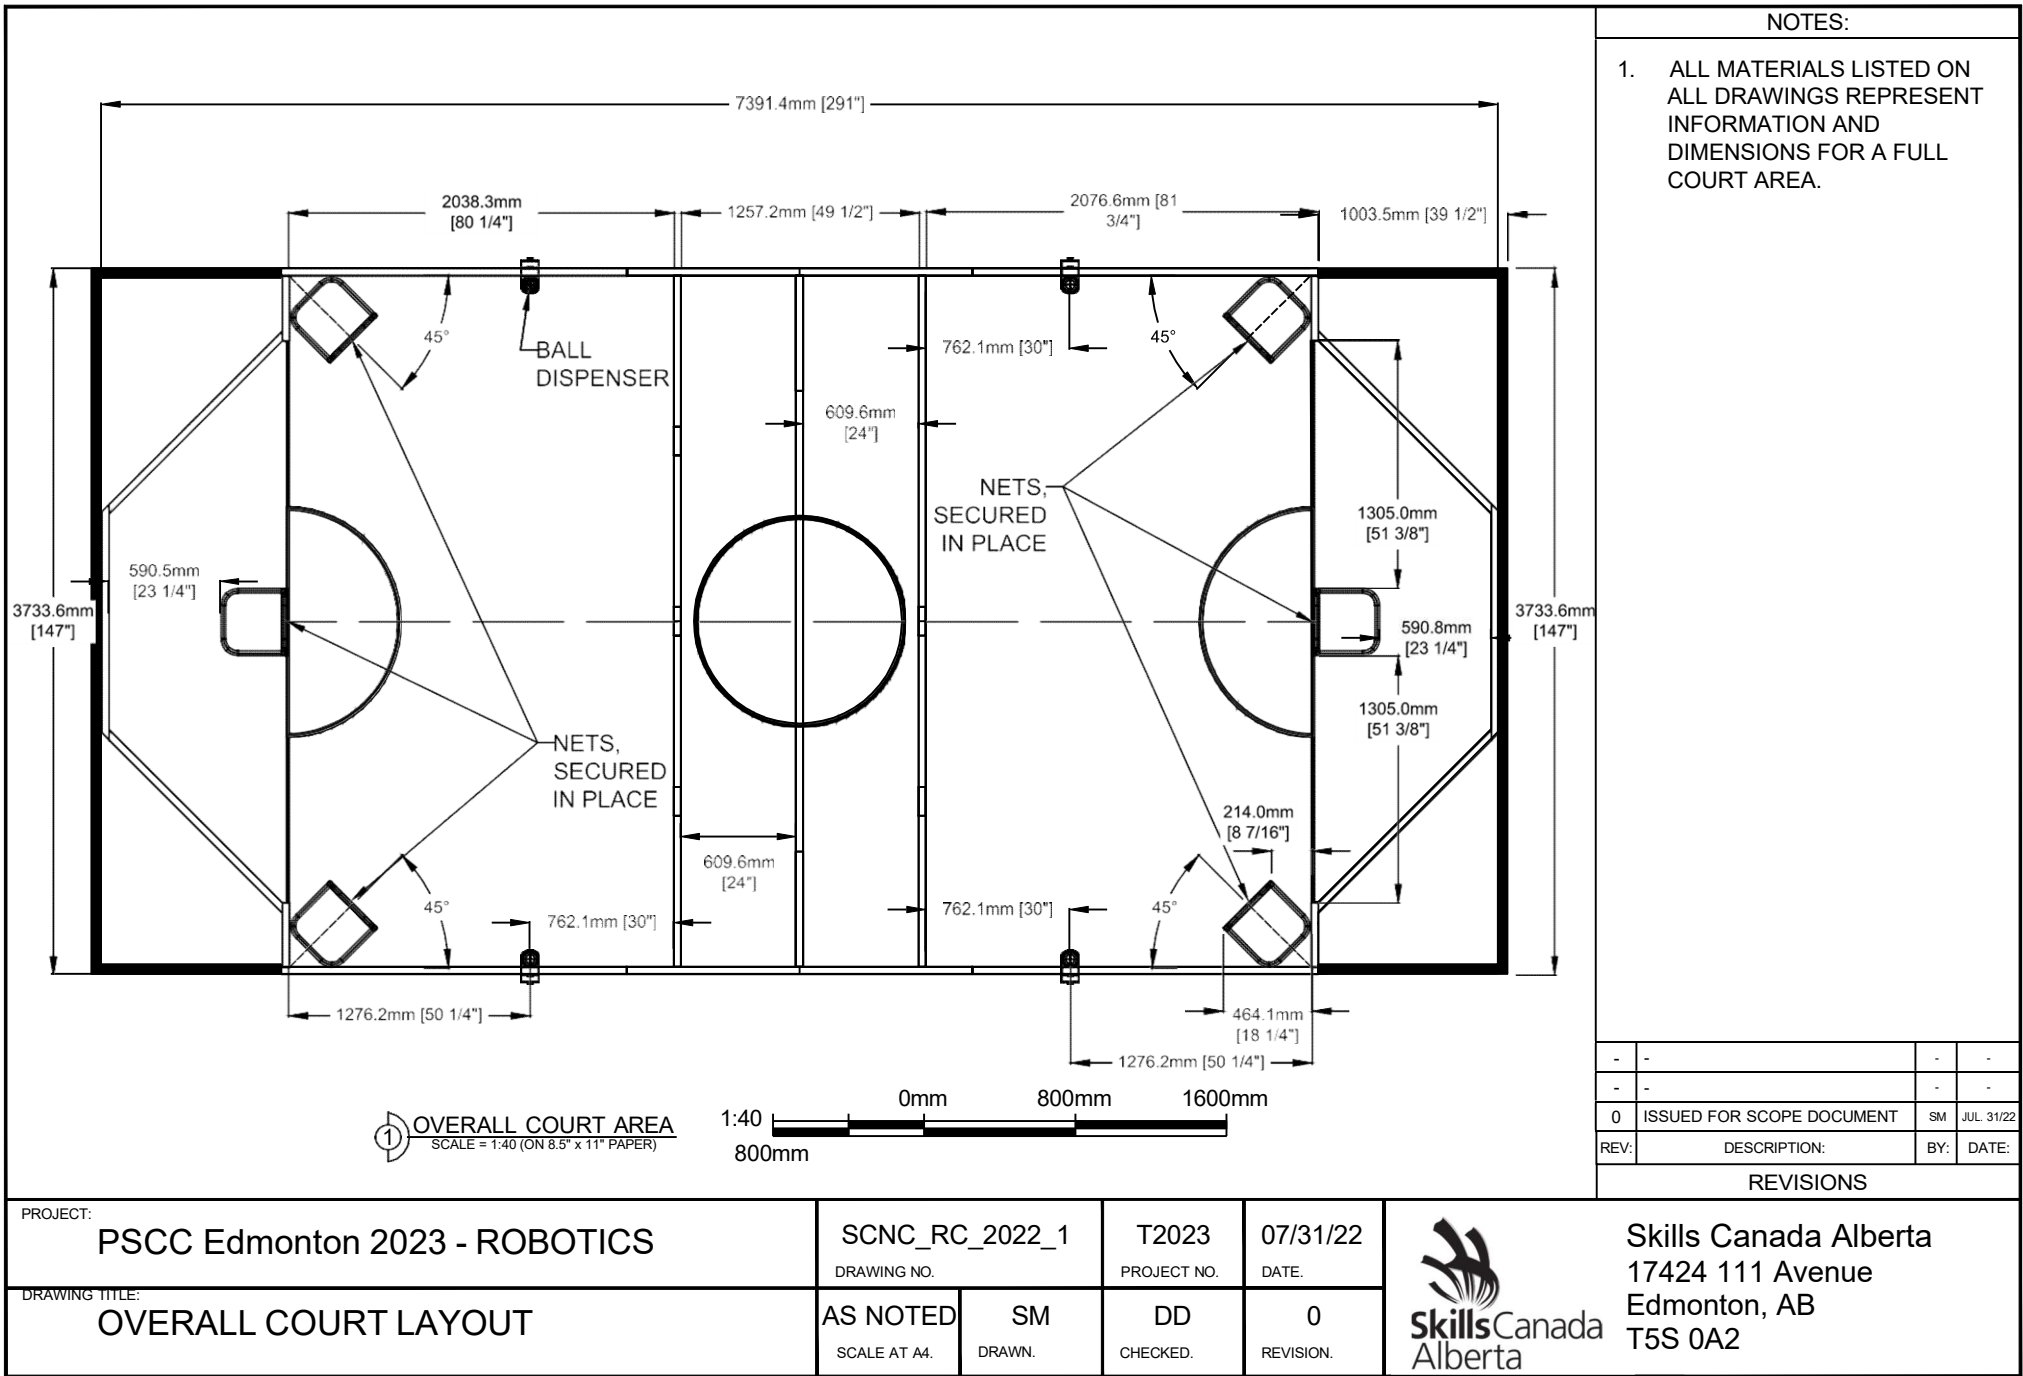 NOTES:
1. ALL MATERIALS LISTED ON
ALL DRAWINGS REPRESENT
INFORMATION AND
DIMENSIONS FOR A FULL
COURT AREA.
7391.4mm [291"]
2038.3mm
[80 1/4"]
1257.2mm [49 1/2"]
2076.6mm [81
3/4"]
1003.5mm [39 1/2"]
45°
BALL
DISPENSER
762.1mm [30"]
45°
609.6mm
[24"]
NETS,
SECURED
IN PLACE
1305.0mm
[51 3/8"]
590.5mm
[23 1/4"]
3733.6mm
[147"]
590.8mm
[23 1/4"]
3733.6mm
[147"]
1305.0mm
[51 3/8"]
NETS,
SECURED
IN PLACE
214.0mm
[8 7/16"]
609.6mm
[24"]
45°
762.1mm [30"]
762.1mm [30"]
45°
1276.2mm [50 1/4"]
464.1mm
[18 1/4"]
1276.2mm [50 1/4"]
1 OVERALL COURT AREA
SCALE = 1:40 (ON 8.5" x 11" PAPER)
0mm 800mm 1600mm
1:40
800mm
- - - -
- - - -
0 ISSUED FOR SCOPE DOCUMENT SM JUL. 31/22
REV: DESCRIPTION: BY: DATE:
REVISIONS
PROJECT:
PSCC Edmonton 2023 - ROBOTICS
DRAWING TITLE:
OVERALL COURT LAYOUT
SCNC_RC_2022_1
DRAWING NO.
T2023
PROJECT NO.
07/31/22
DATE.
AS NOTED
SCALE AT A4.
SM
DRAWN.
DD
CHECKED.
0
REVISION.
SkillsCanada
Alberta
Skills Canada Alberta
17424 111 Avenue
Edmonton, AB
T5S 0A2